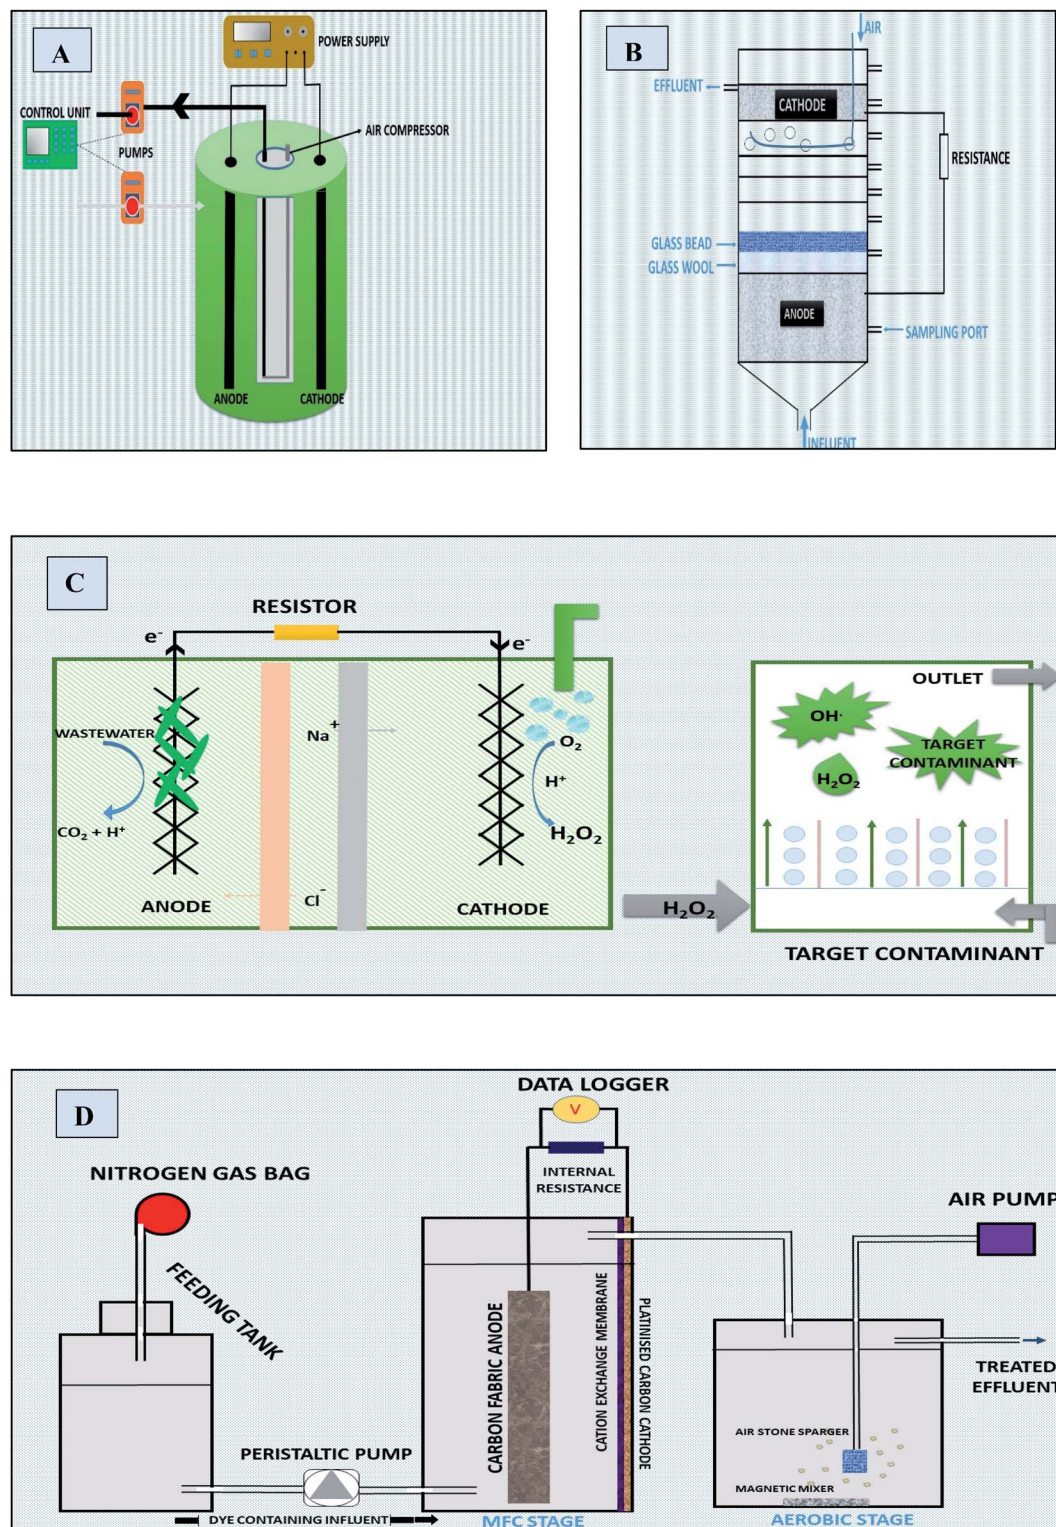 A
POWER SUPPLY
CONTROL UNIT
AIR COMPRESSOR
PUMPS
ANODE
CATHODE
B
AIR
EFFLUENT
CATHODE
RESISTANCE
GLASS BEAD
GLASS WOOL
ANODE
SAMPLING PORT
INFLUENT
C
RESISTOR
e⁻
e⁻
WASTEWATER
Na⁺
O₂
H⁺
CO₂ + H⁺
H₂O₂
Cl⁻
ANODE
CATHODE
H₂O₂
OUTLET
OH·
TARGET
CONTAMINANT
H₂O₂
TARGET CONTAMINANT
D
DATA LOGGER
V
NITROGEN GAS BAG
INTERNAL
RESISTANCE
AIR PUMP
FEEDING TANK
CARBON FABRIC ANODE
CATION EXCHANGE MEMBRANE
PLATINISED CARBON CATHODE
TREATED
EFFLUENT
AIR STONE SPARGER
PERISTALTIC PUMP
MAGNETIC MIXER
DYE CONTAINING INFLUENT
MFC STAGE
AEROBIC STAGE